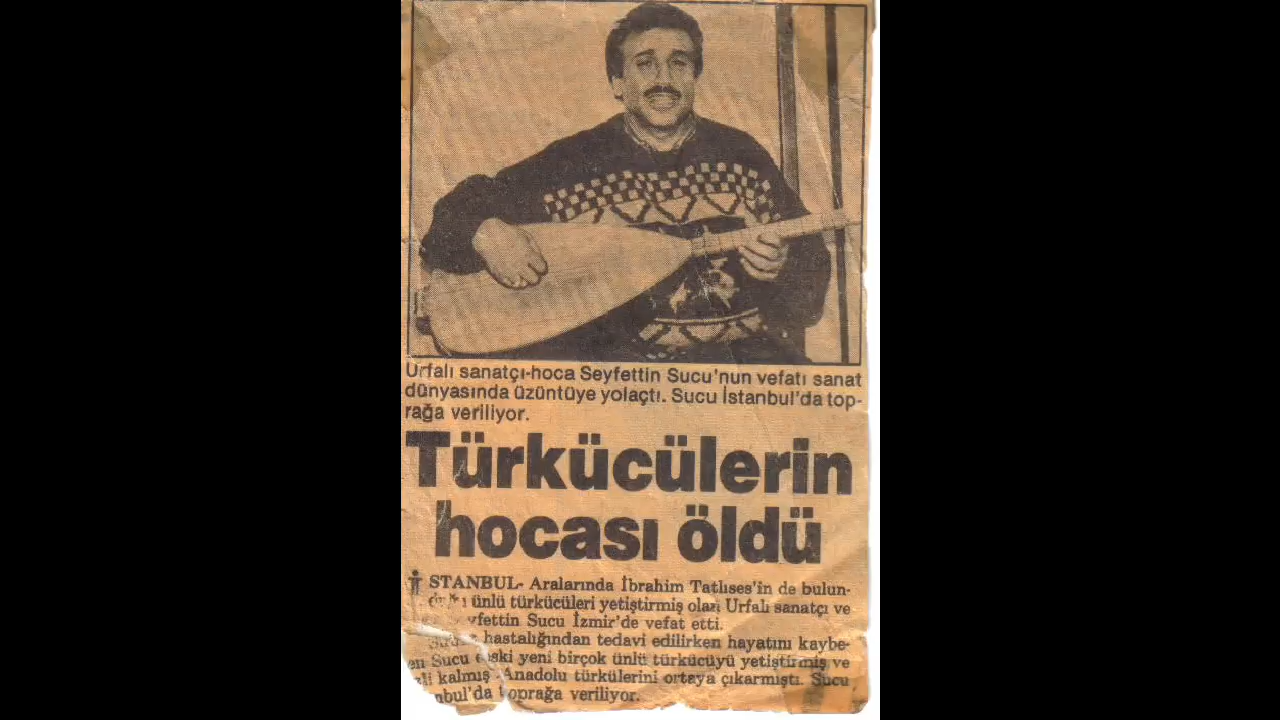 Urfalı sanatçı-hoca Seyfettin Sucu'nun vefatı sanat
dünyasında üzüntüye yolaçtı. Sucu İstanbul'da top-
rağa veriliyor.
Türkücülerin
hocası öldü
İSTANBUL- Aralarında İbrahim Tatlıses'in de bulun-
ünlü türkücüleri yetiştirmiş olan Urfalı sanatçı ve
yfettin Sucu İzmir'de vefat etti.
hastalığından tedavi edilirken hayatını kaybe-
en Sucu eski yeni birçok ünlü türkücüyü yetiştirmiş ve
kalmış Anadolu türkülerini ortaya çıkarmıştı. Sucu
nbul'da toprağa veriliyor.